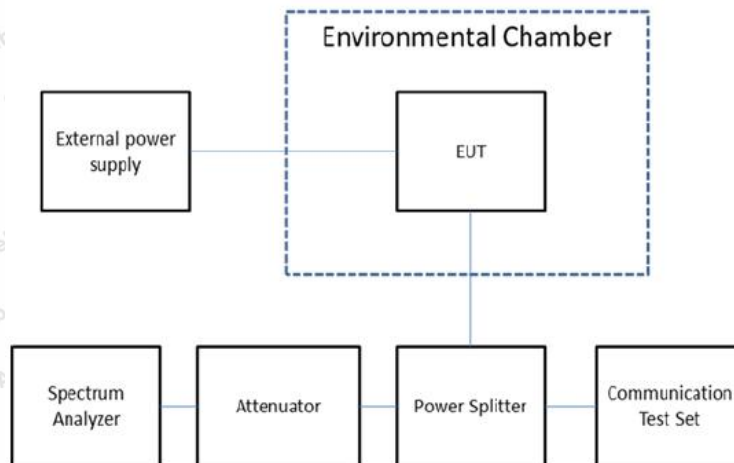 Environmental Chamber
External power
supply
EUT
Spectrum
Analyzer
Attenuator
Power Splitter
Communication
Test Set